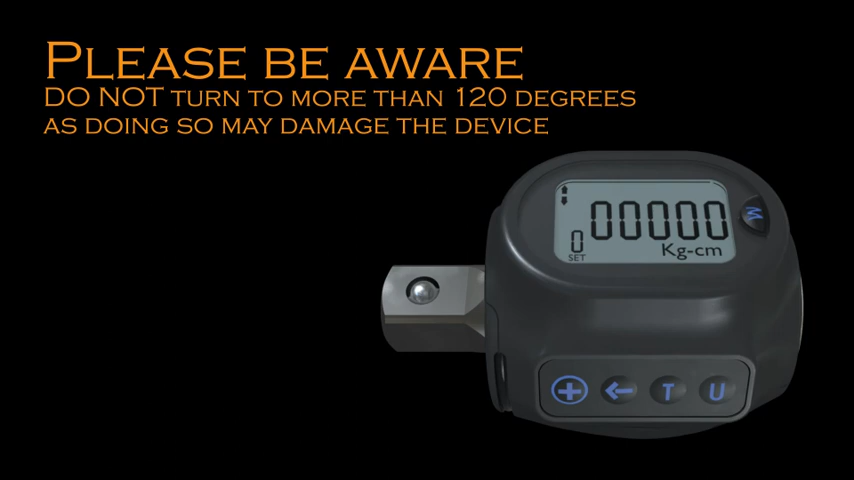 PLEASE BE AWARE
DO NOT TURN TO MORE THAN 120 DEGREES
AS DOING SO MAY DAMAGE THE DEVICE
00000
0
SET
Kg-cm
M
T U